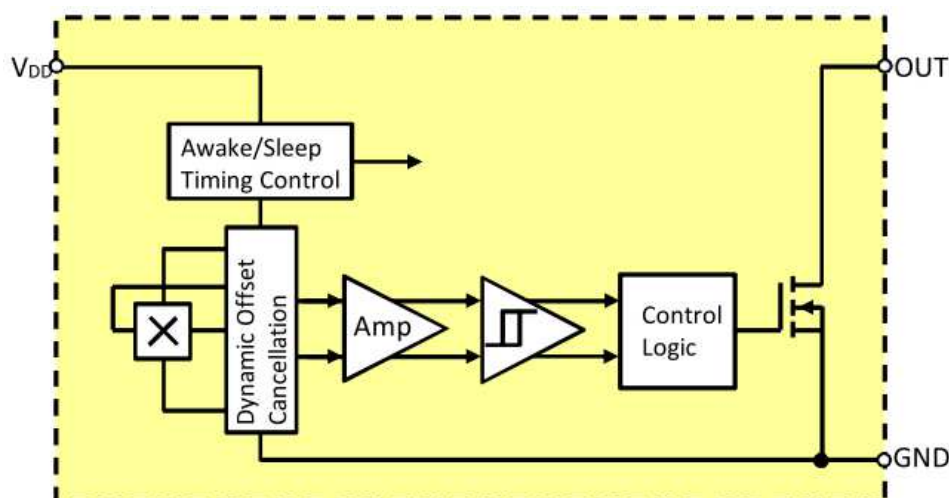 VDD
OUT
Awake/Sleep
Timing Control
Dynamic Offset
Cancellation
Amp
Control
Logic
GND